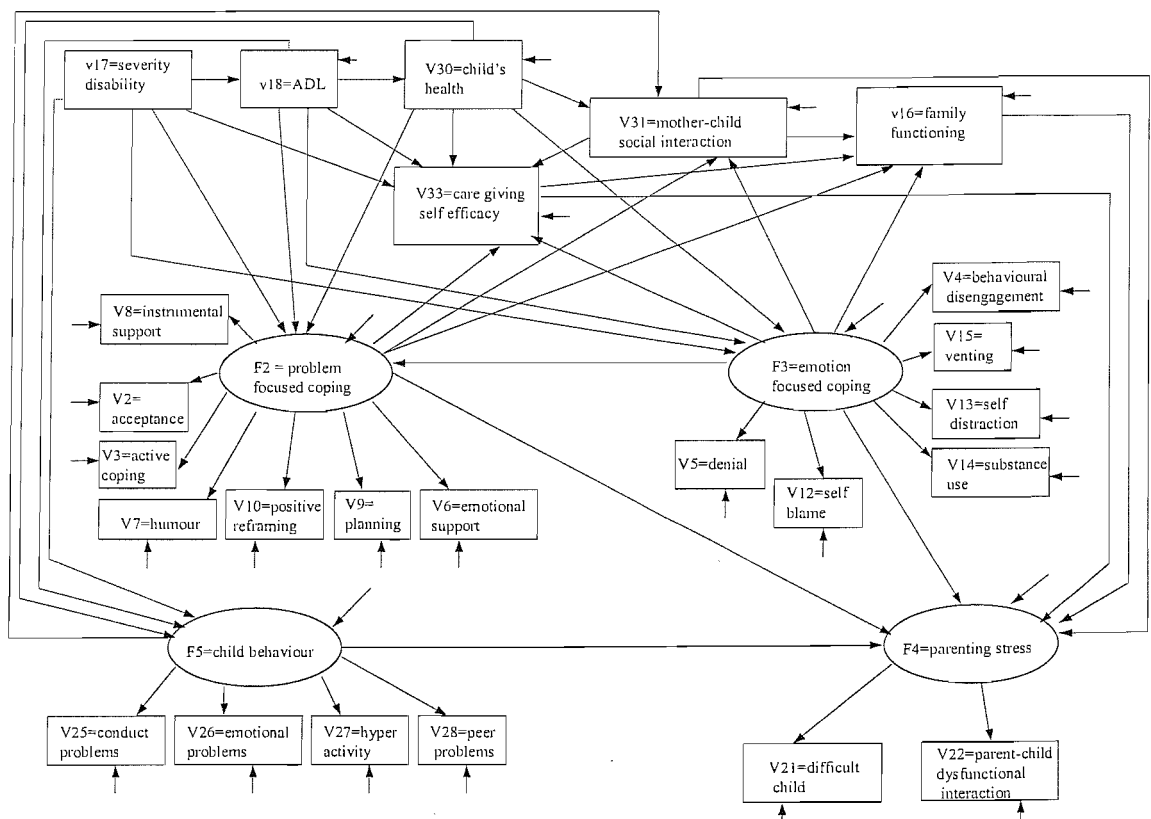 v17=severity
disability
v18=ADL
V30=child's
health
V31=mother-child
social interaction
v16=family
functioning
V33=care giving
self efficacy
V8=instrumental
support
V2=
acceptance
V3=active
coping
F2 = problem
focused coping
F3=emotion
focused coping
V4=behavioural
disengagement
V15=
venting
V13=self
distraction
V14=substance
use
V5=denial
V12=self
blame
V7=humour
V10=positive
reframing
V9=
planning
V6=emotional
support
F5=child behaviour
F4=parenting stress
V25=conduct
problems
V26=emotional
problems
V27=hyper
activity
V28=peer
problems
V21=difficult
child
V22=parent-child
dysfunctional
interaction